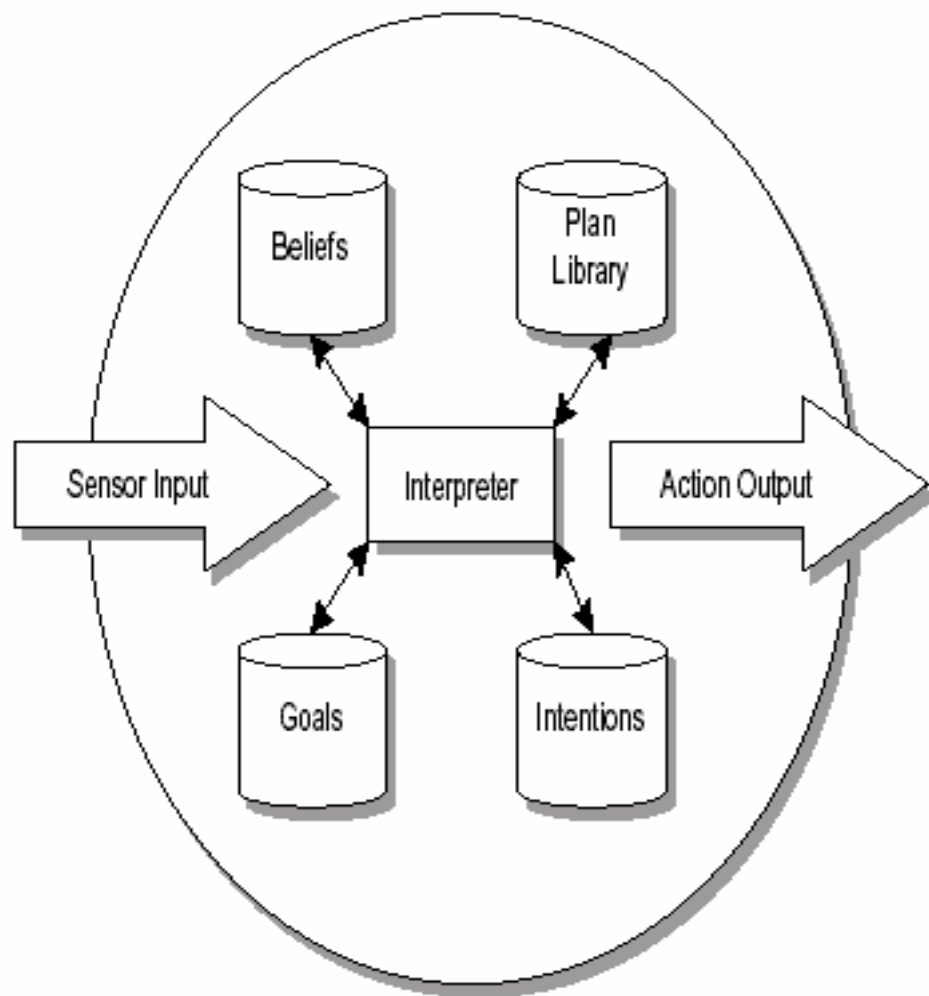 Beliefs
Plan
Library
Sensor Input
Interpreter
Action Output
Goals
Intentions